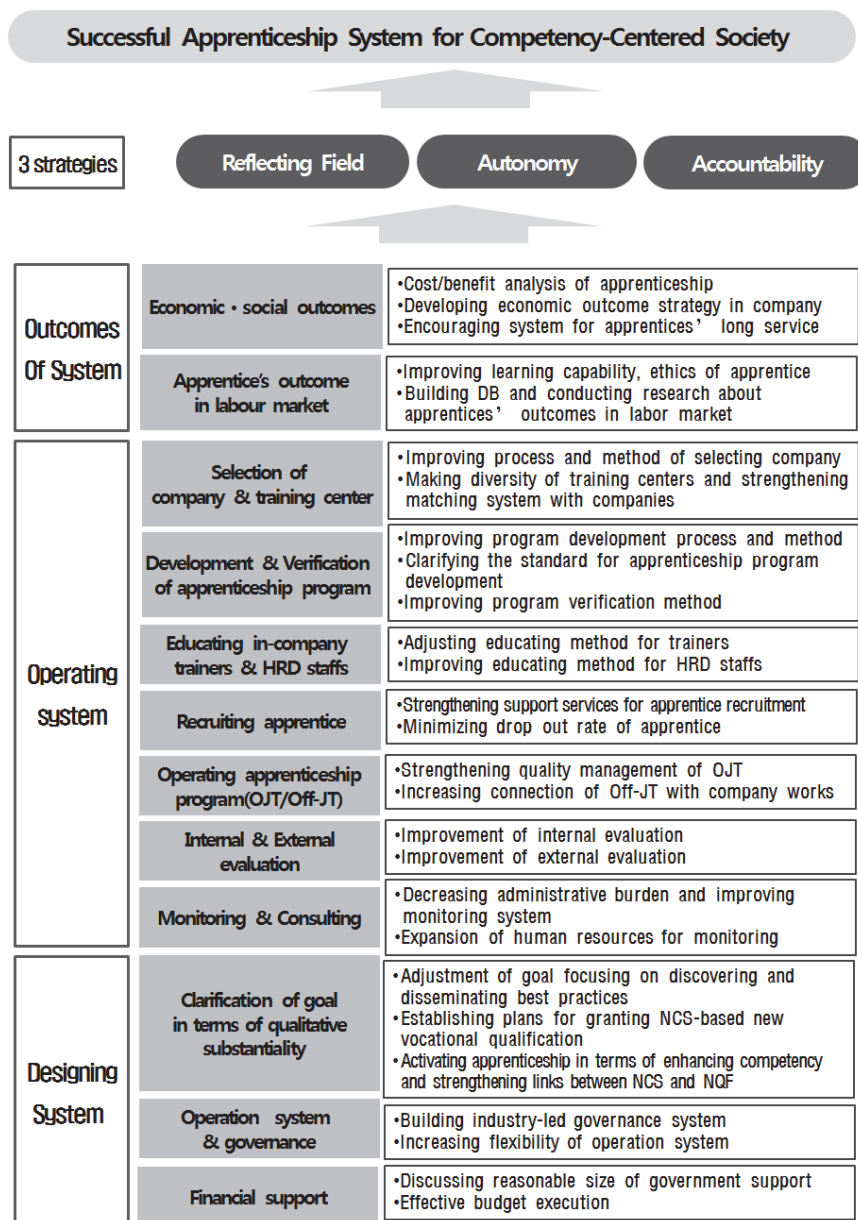 Successful Apprenticeship System for Competency-Centered Society
3 strategies
Reflecting Field
Autonomy
Accountability
Outcomes
Of System
Economic · social outcomes
•Cost/benefit analysis of apprenticeship
•Developing economic outcome strategy in company
•Encouraging system for apprentices’ long service
Apprentice’s outcome
in labour market
•Improving learning capability, ethics of apprentice
•Building DB and conducting research about
apprentices’ outcomes in labor market
Operating
system
Selection of
company & training center
•Improving process and method of selecting company
•Making diversity of training centers and strengthening
matching system with companies
Development & Verification
of apprenticeship program
•Improving program development process and method
•Clarifying the standard for apprenticeship program
development
•Improving program verification method
Educating in-company
trainers & HRD staffs
•Adjusting educating method for trainers
•Improving educating method for HRD staffs
Recruiting apprentice
•Strengthening support services for apprentice recruitment
•Minimizing drop out rate of apprentice
Operating apprenticeship
program(OJT/Off-JT)
•Strengthening quality management of OJT
•Increasing connection of Off-JT with company works
Internal & External
evaluation
•Improvement of internal evaluation
•Improvement of external evaluation
Monitoring & Consulting
•Decreasing administrative burden and improving
monitoring system
•Expansion of human resources for monitoring
Designing
System
Clarification of goal
in terms of qualitative
substantiality
•Adjustment of goal focusing on discovering and
disseminating best practices
•Establishing plans for granting NCS-based new
vocational qualification
•Activating apprenticeship in terms of enhancing competency
and strengthening links between NCS and NQF
Operation system
& governance
•Building industry-led governance system
•Increasing flexibility of operation system
Financial support
•Discussing reasonable size of government support
•Effective budget execution